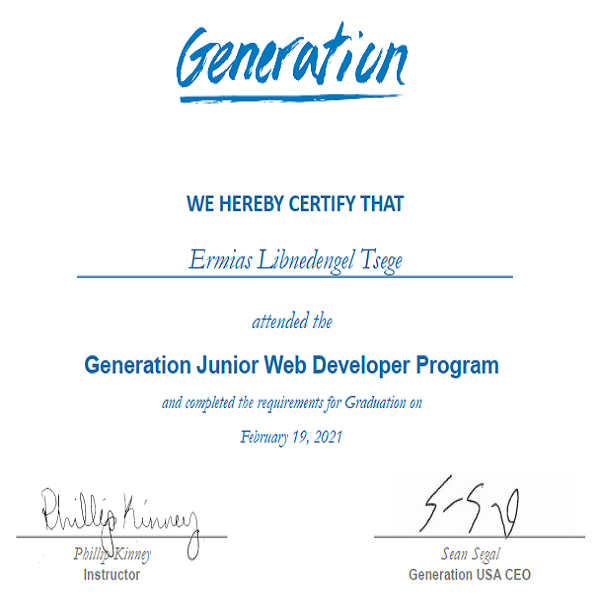 Generation
WE HEREBY CERTIFY THAT
Ermias Libnedengel Tsege
attended the
Generation Junior Web Developer Program
and completed the requirements for Graduation on
February 19, 2021
Phillip Kinney
Phillip Kinney
Instructor
S-Segal
Sean Segal
Generation USA CEO